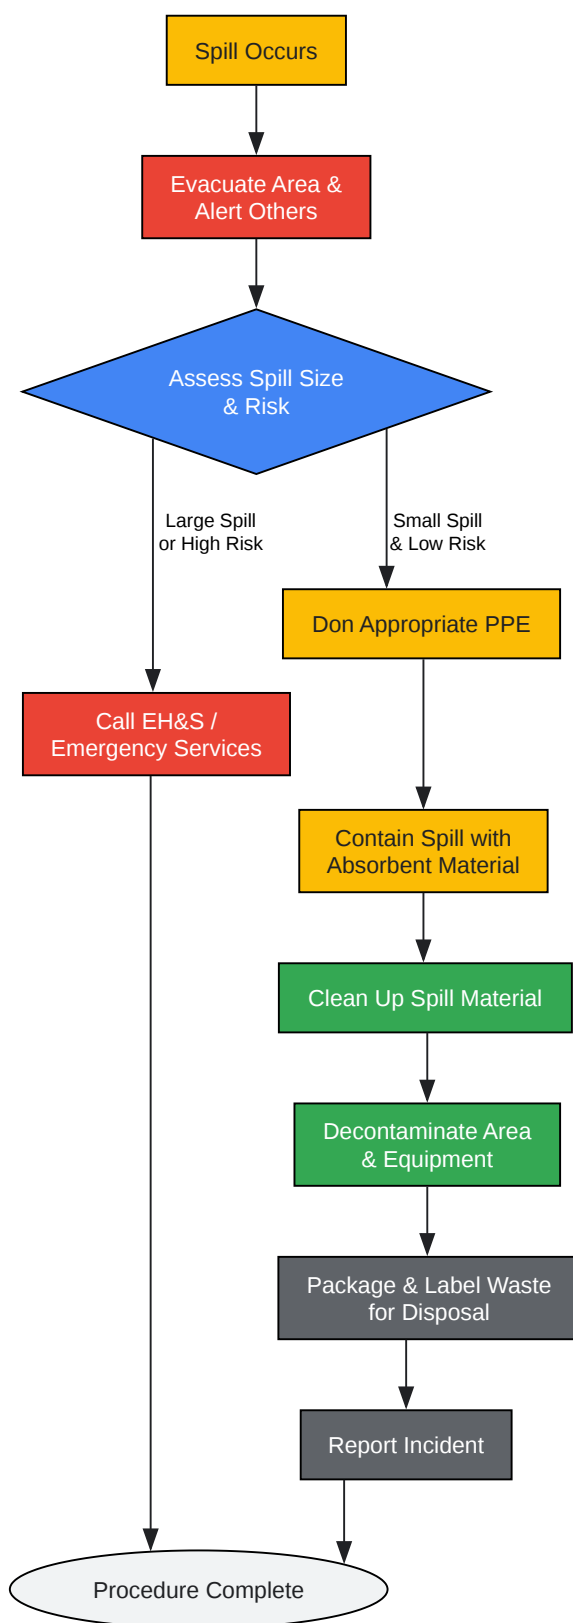 Spill Occurs
Evacuate Area &
Alert Others
Assess Spill Size
& Risk
Large Spill
or High Risk
Small Spill
& Low Risk
Don Appropriate PPE
Call EH&S /
Emergency Services
Contain Spill with
Absorbent Material
Clean Up Spill Material
Decontaminate Area
& Equipment
Package & Label Waste
for Disposal
Report Incident
Procedure Complete